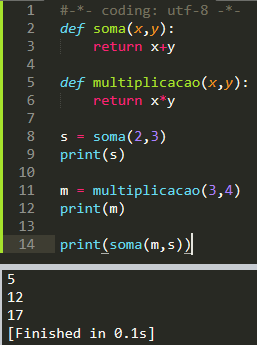 1 #-*- coding: utf-8 -*-
2 def soma(x,y):
3     return x+y
4
5 def multiplicacao(x,y):
6     return x*y
7
8 s = soma(2,3)
9 print(s)
10
11 m = multiplicacao(3,4)
12 print(m)
13
14 print(soma(m,s))
5
12
17
[Finished in 0.1s]